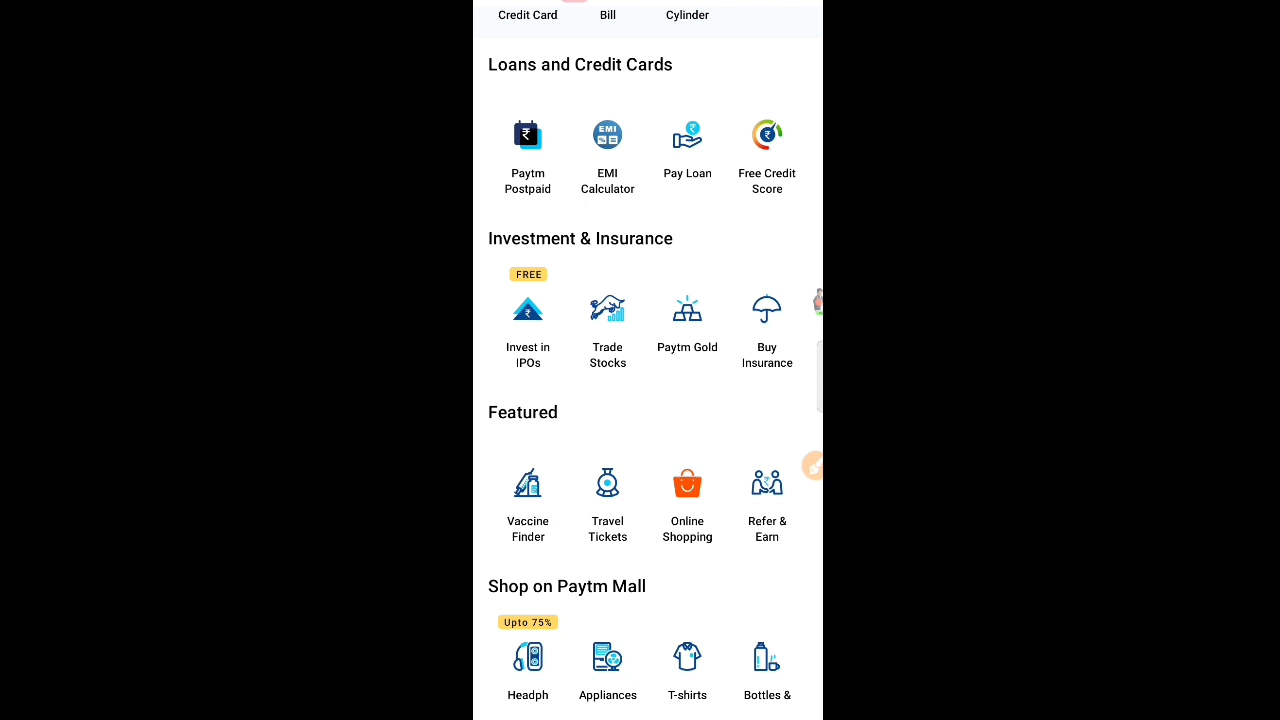 Credit Card Bill Cylinder
Loans and Credit Cards
EMI
Paytm EMI Pay Loan Free Credit
Postpaid Calculator Score
Investment & Insurance
FREE
Invest in Trade Paytm Gold Buy
IPOs Stocks Insurance
Featured
Vaccine Travel Online Refer &
Finder Tickets Shopping Earn
Shop on Paytm Mall
Upto 75%
Headph Appliances T-shirts Bottles &